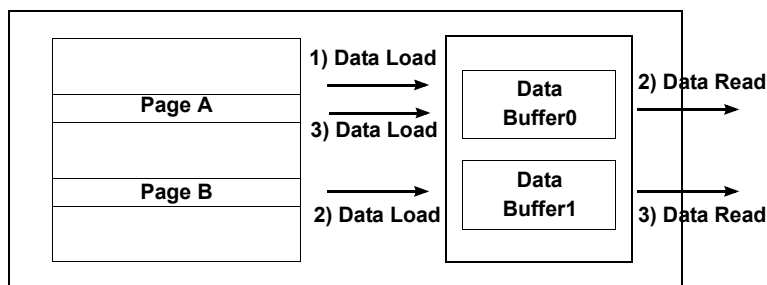 1) Data Load
Page A
3) Data Load
Data
Buffer0
2) Data Read
Page B
2) Data Load
Data
Buffer1
3) Data Read